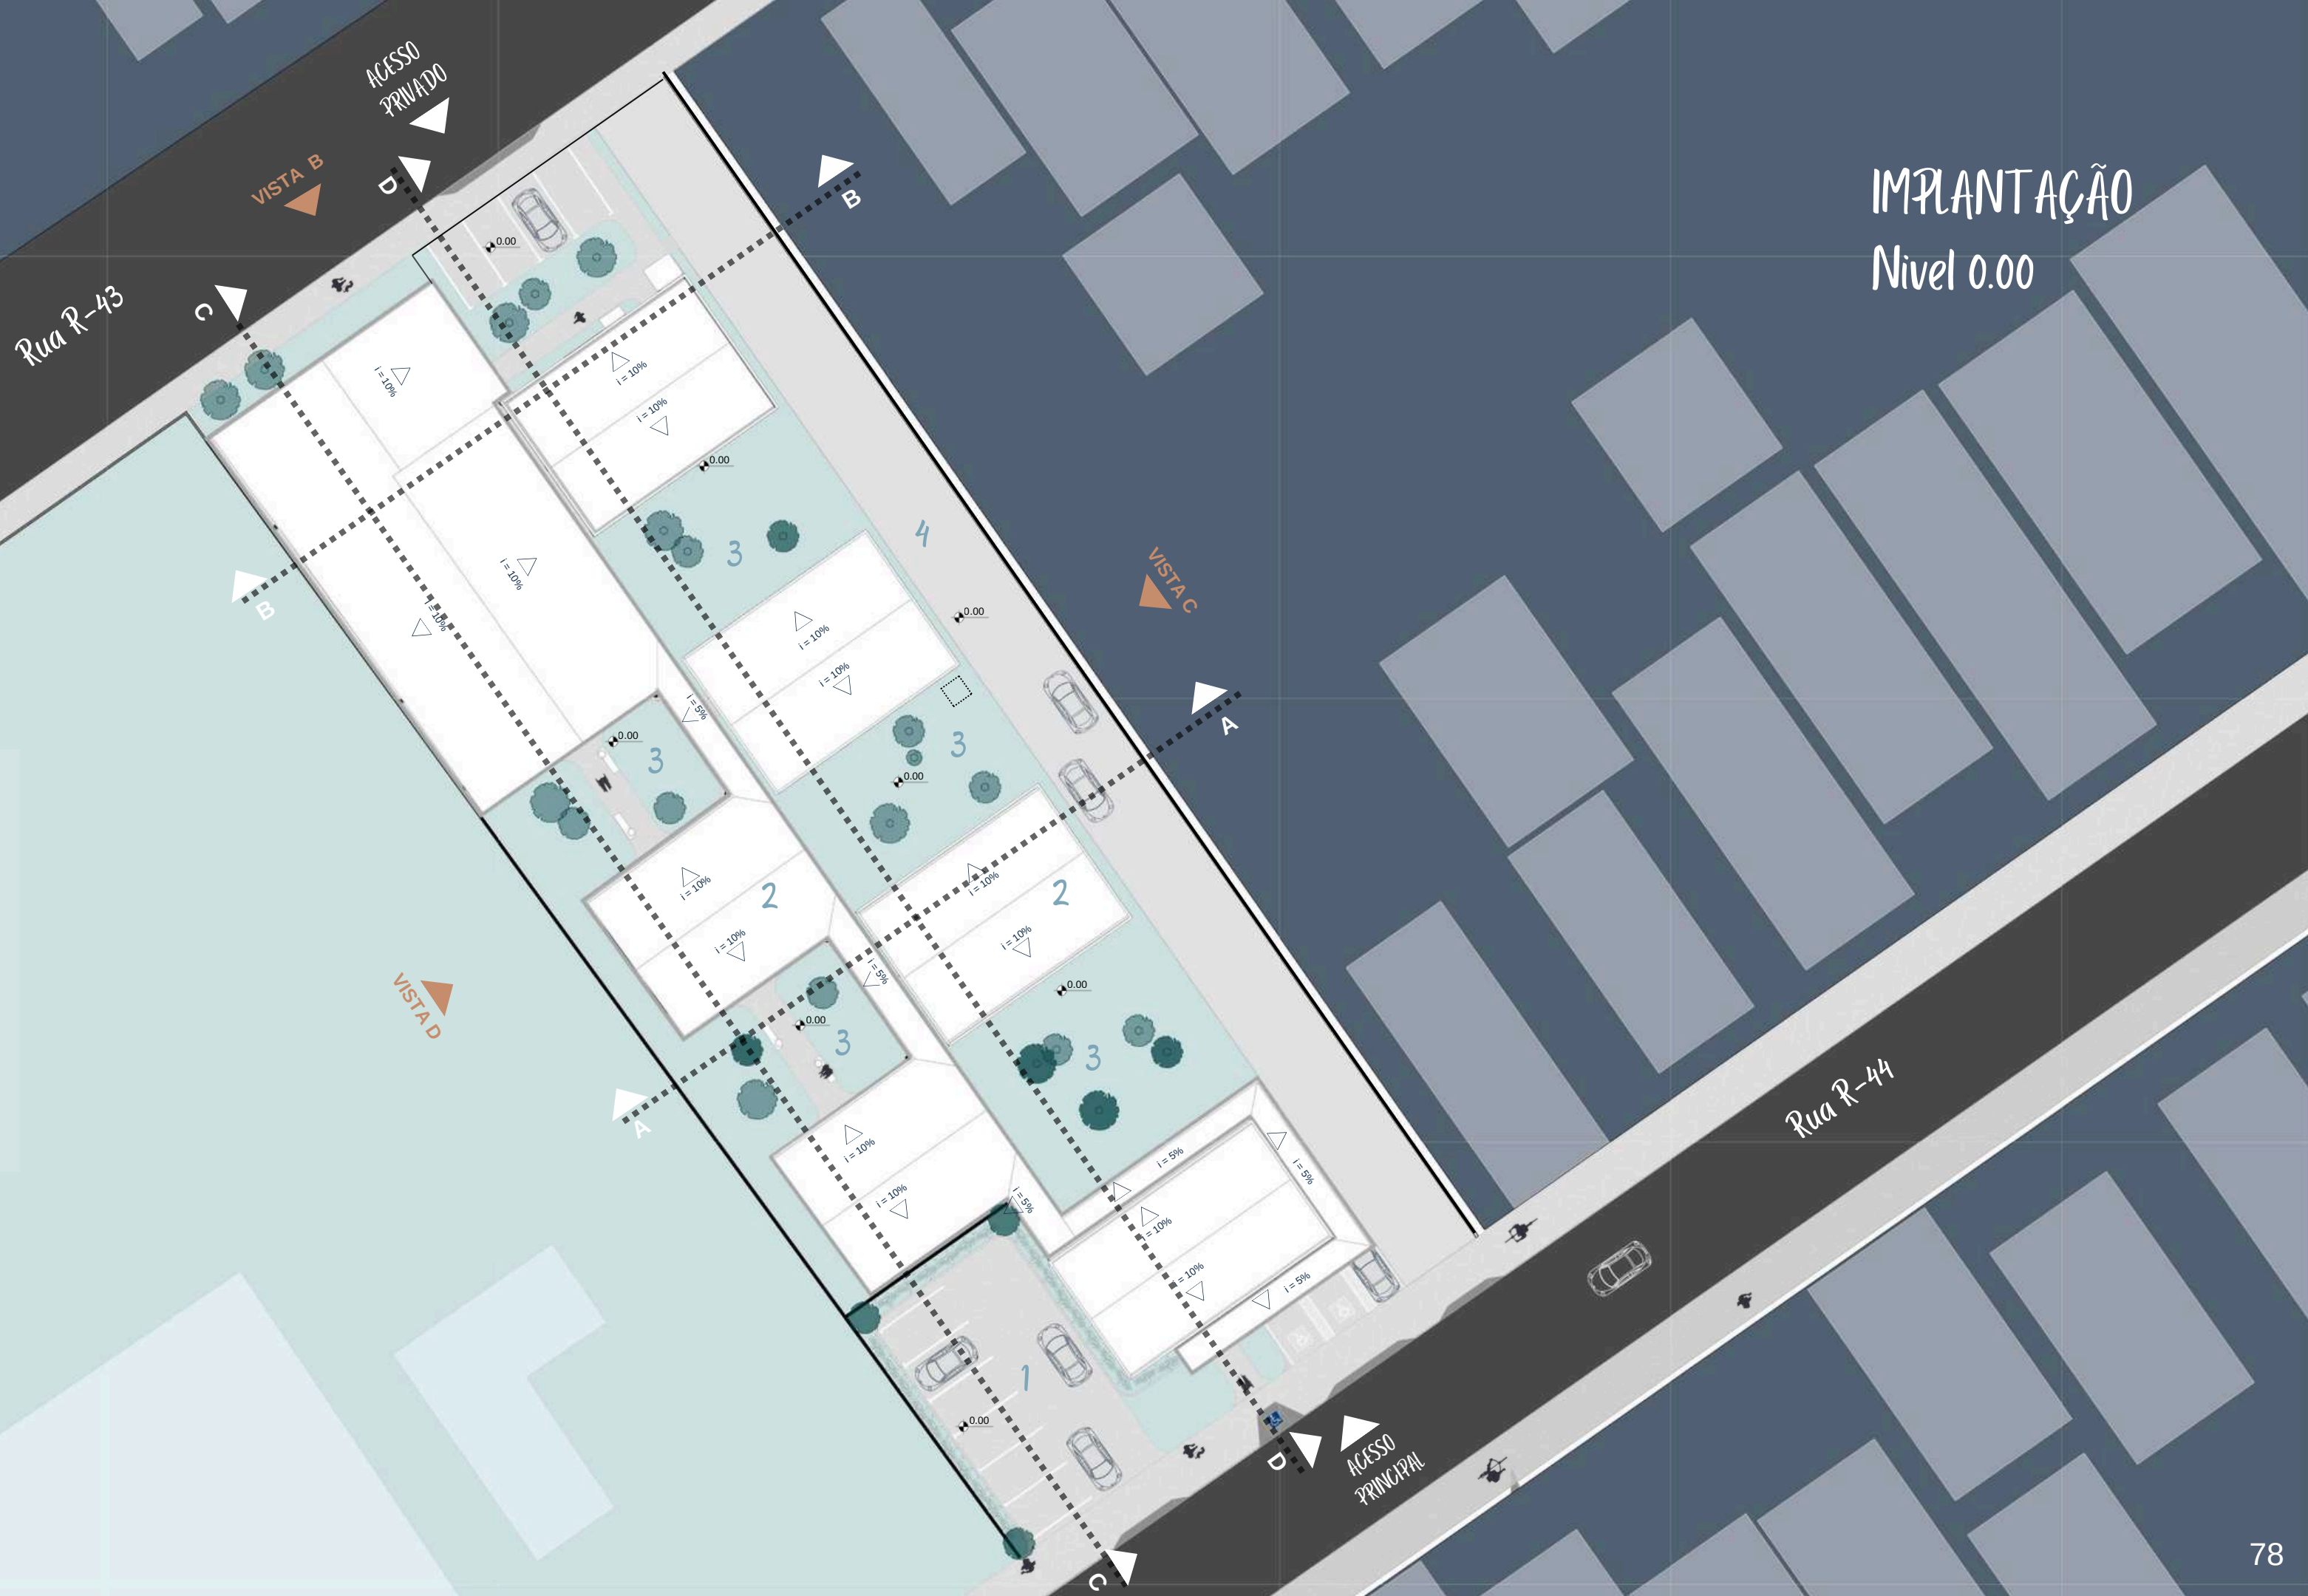 IMPLANTAÇÃO
Nivel 0.00
ACESSO
PRIVADO
VISTA B
D
B
0.00
Rua R-43
C
i = 10%
i = 10%
i = 10%
0.00
3
4
i = 10%
i = 10%
B
VISTA C
0.00
i = 10%
i = 10%
i = 5%
A
0.00
3
3
0.00
i = 10%
2
i = 10%
i = 10%
2
i = 10%
i = 5%
0.00
VISTA D
0.00
3
3
A
i = 10%
i = 10%
i = 5%
i = 5%
i = 5%
i = 10%
i = 10%
i = 5%
Rua R-44
1
0.00
D
ACESSO
PRINCIPAL
C
78